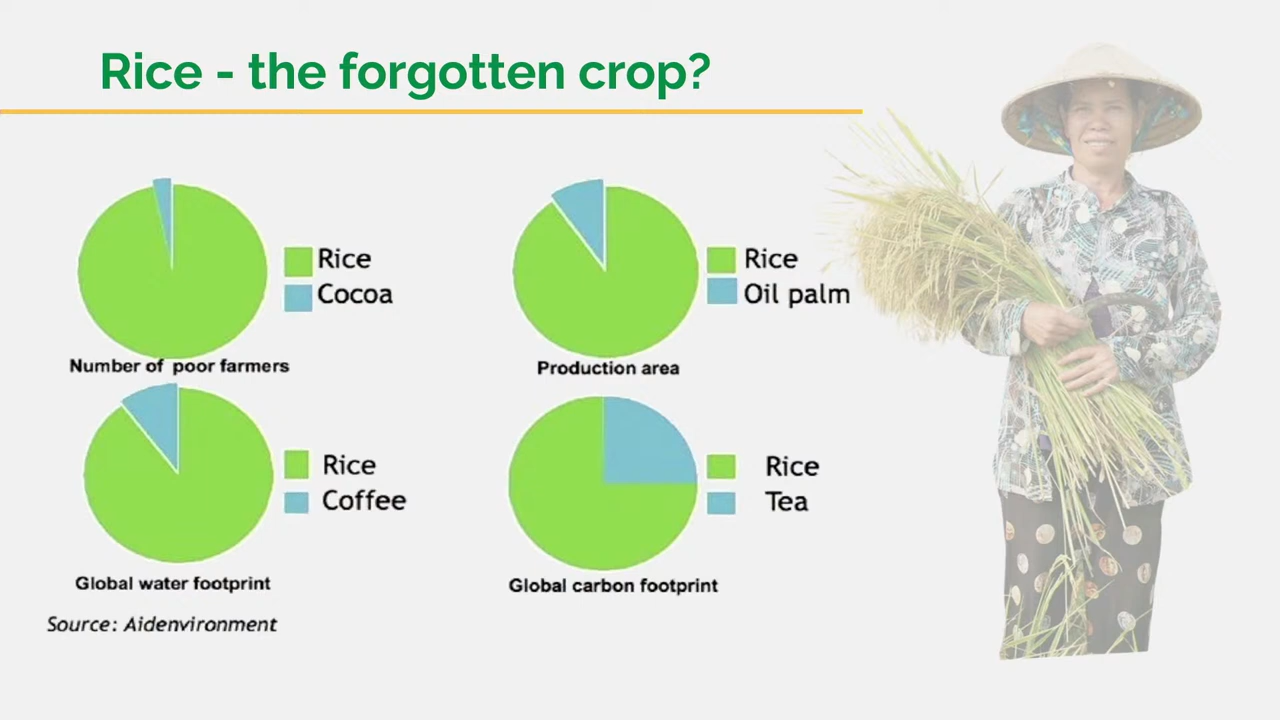 Rice - the forgotten crop?
Rice
Cocoa
Number of poor farmers
Rice
Oil palm
Production area
Rice
Coffee
Global water footprint
Rice
Tea
Global carbon footprint
Source: Aidenvironment